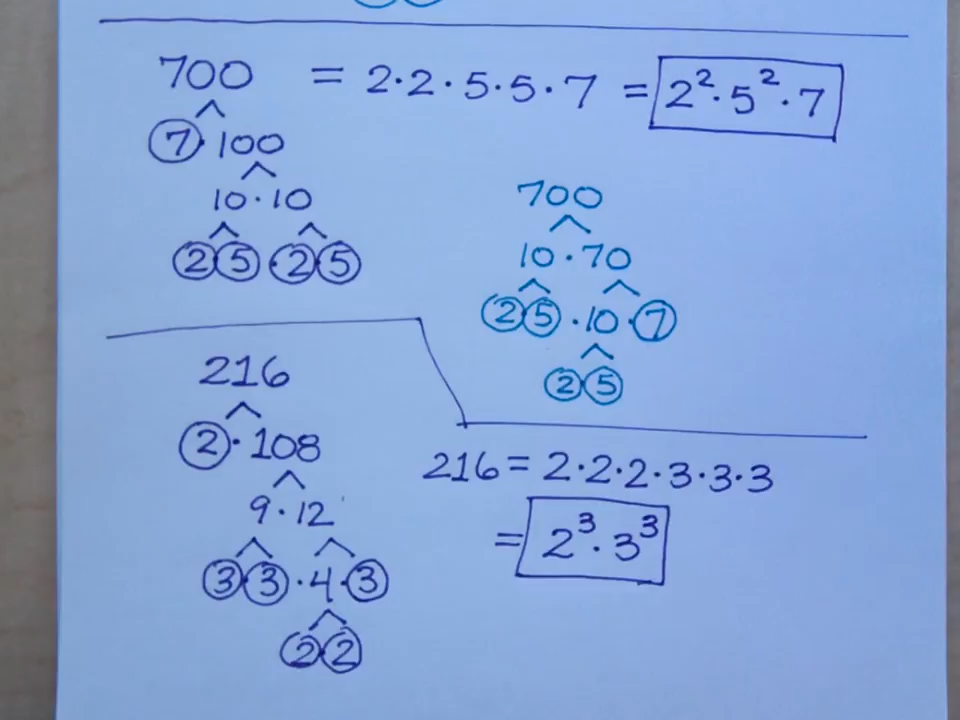 700 = 2·2·5·5·7 = 2²·5²·7
7·100
10·10
2 5 · 2 5
700
10·70
2 5 ·10·7
2 5
216
2·108
9·12
3 3 ·4·3
2 2
216 = 2·2·2·3·3·3
= 2³·3³